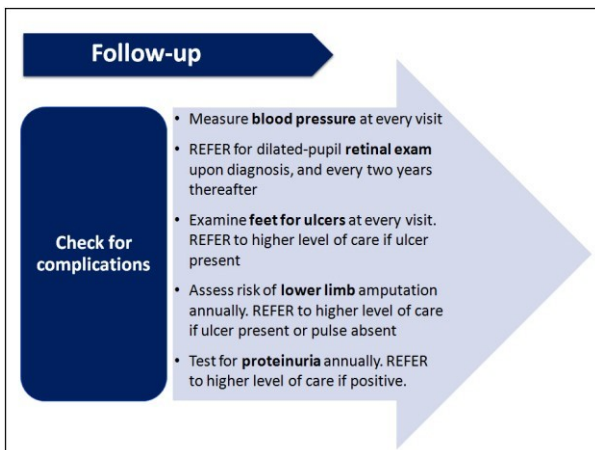 Follow-up
Check for
complications
• Measure blood pressure at every visit
• REFER for dilated-pupil retinal exam
upon diagnosis, and every two years
thereafter
• Examine feet for ulcers at every visit.
REFER to higher level of care if ulcer
present
• Assess risk of lower limb amputation
annually. REFER to higher level of care
if ulcer present or pulse absent
• Test for proteinuria annually. REFER
to higher level of care if positive.